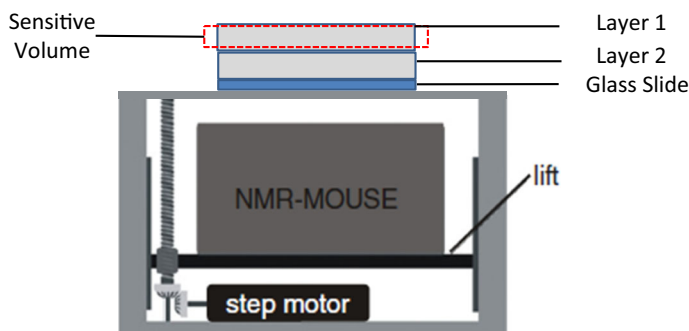 Sensitive
Volume
Layer 1
Layer 2
Glass Slide
NMR-MOUSE
lift
step motor